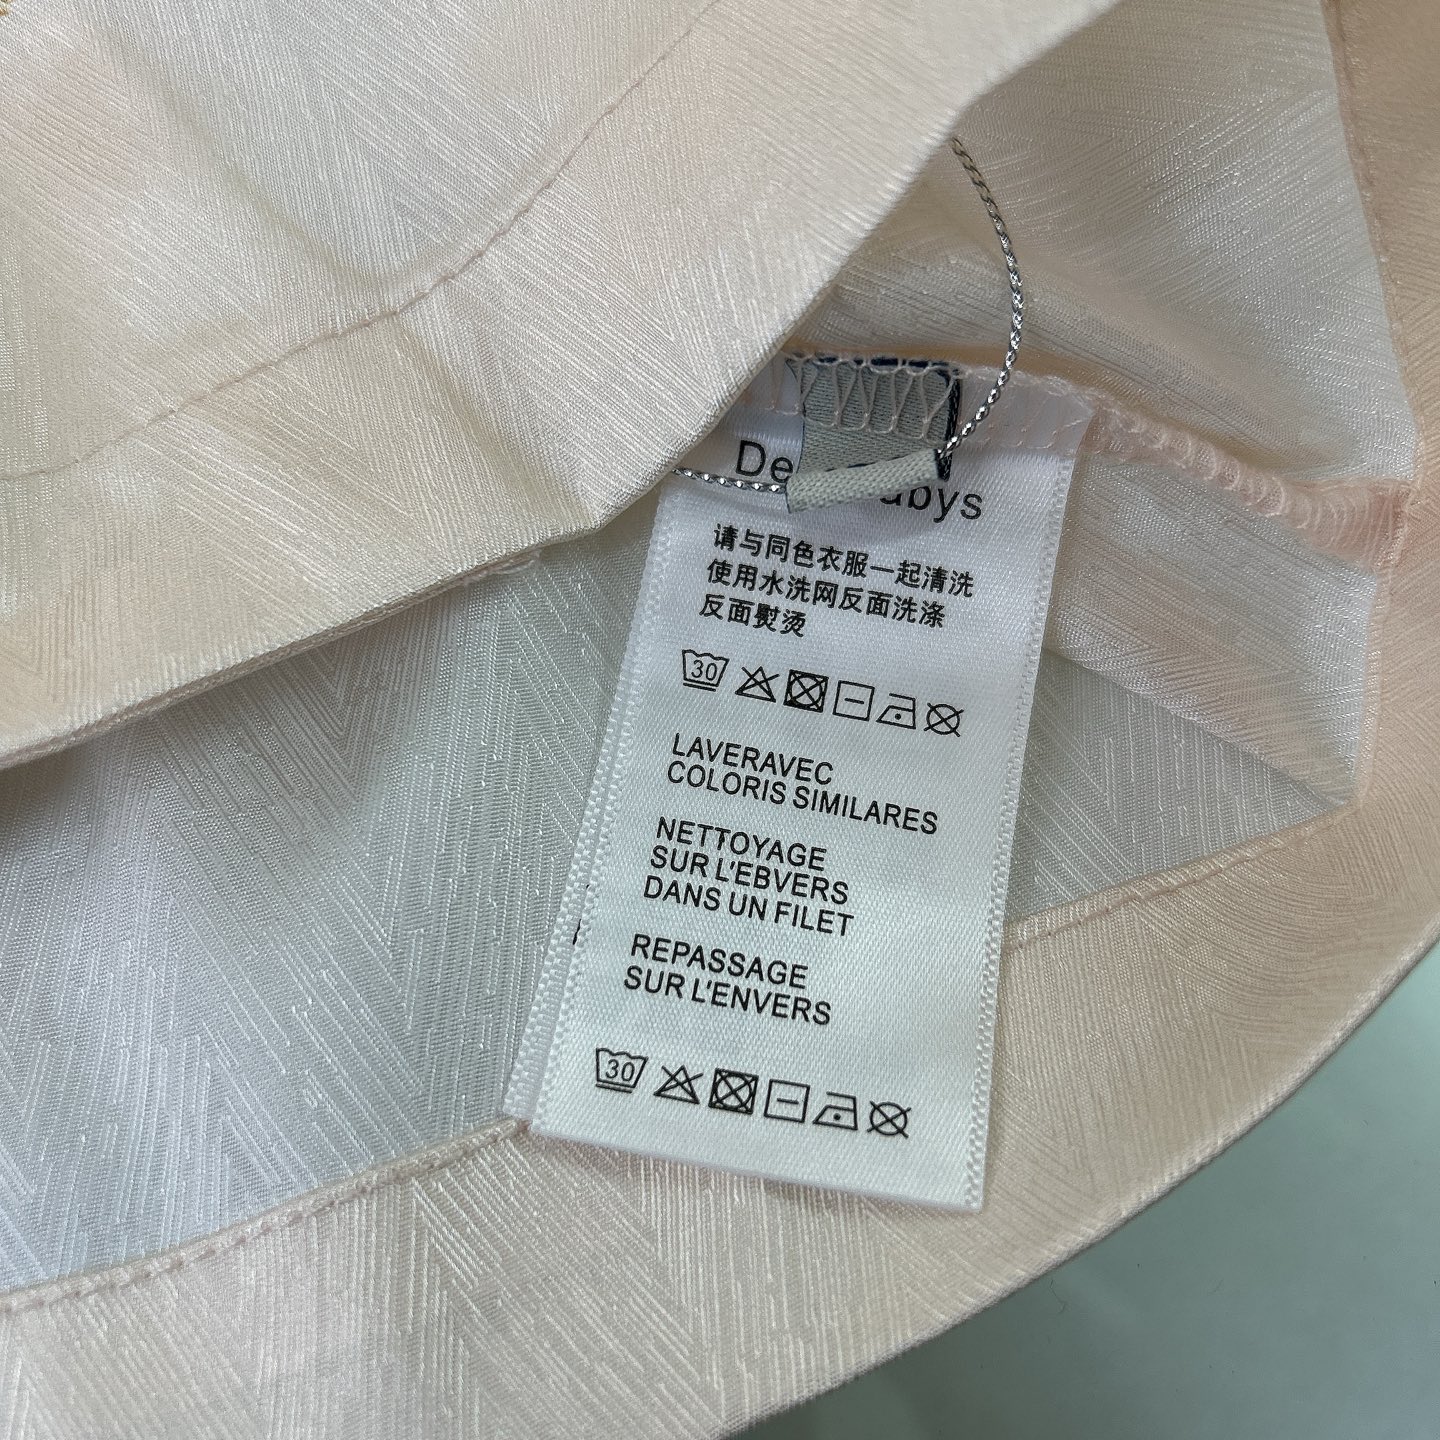 请与同色衣服一起清洗
使用水洗网反面洗涤
反面熨烫
30
LAVERAVEC
COLORIS SIMILARES
NETTOYAGE
SUR L'EBVERS
DANS UN FILET
REPASSAGE
SUR L'ENVERS
30